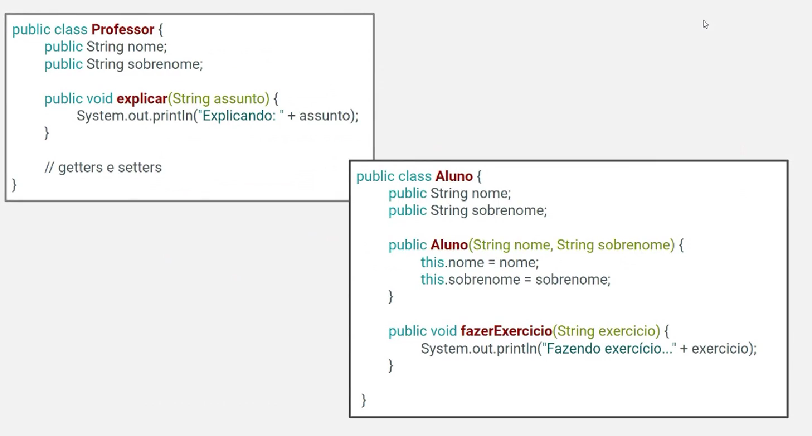 public class Professor {
public String nome;
public String sobrenome;
public void explicar(String assunto) {
System.out.println("Explicando: " + assunto);
}
// getters e setters
}
public class Aluno {
public String nome;
public String sobrenome;
public Aluno(String nome, String sobrenome) {
this.nome = nome;
this.sobrenome = sobrenome;
}
public void fazerExercicio(String exercicio) {
System.out.println("Fazendo exercício..." + exercicio);
}
}